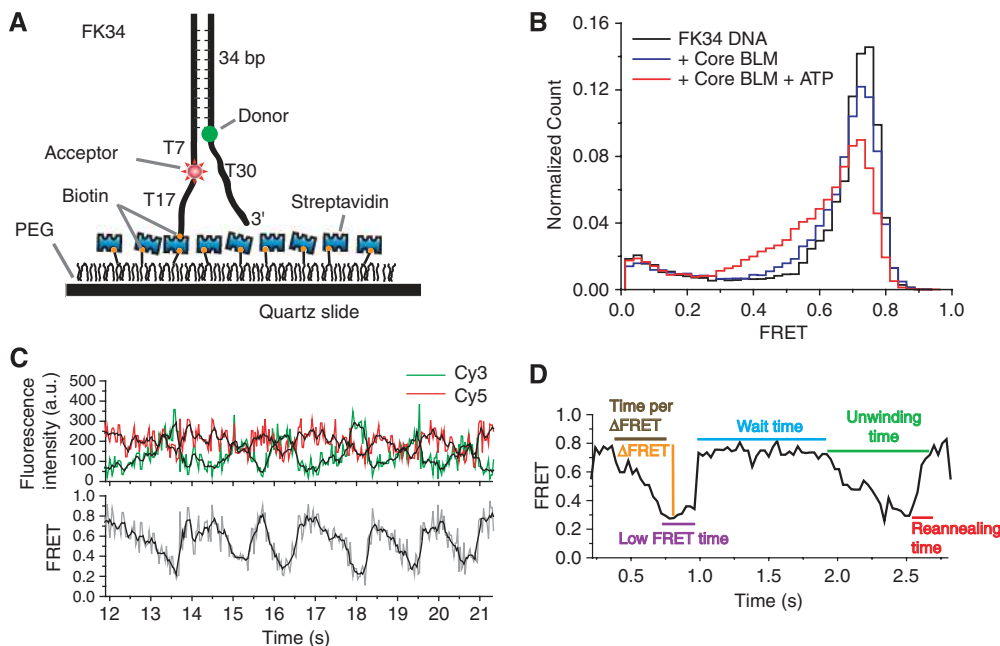 A
FK34
34 bp
Donor
T7
Acceptor
T30
Biotin
T17
Streptavidin
3'
PEG
Quartz slide
B
0.16
0.12
0.08
0.04
0.00
Normalized Count
FK34 DNA
+ Core BLM
+ Core BLM + ATP
0.0 0.2 0.4 0.6 0.8 1.0
FRET
C
Cy3
Cy5
500
400
300
200
100
0
Fluorescence
intensity (a.u.)
1.0
0.8
0.6
0.4
0.2
0.0
FRET
12 13 14 15 16 17 18 19 20 21
Time (s)
D
Time per
ΔFRET
ΔFRET
Wait time
Unwinding
time
Low FRET time
Reannealing
time
1.0
0.8
0.6
0.4
0.2
0.0
FRET
0.5 1.0 1.5 2.0 2.5
Time (s)